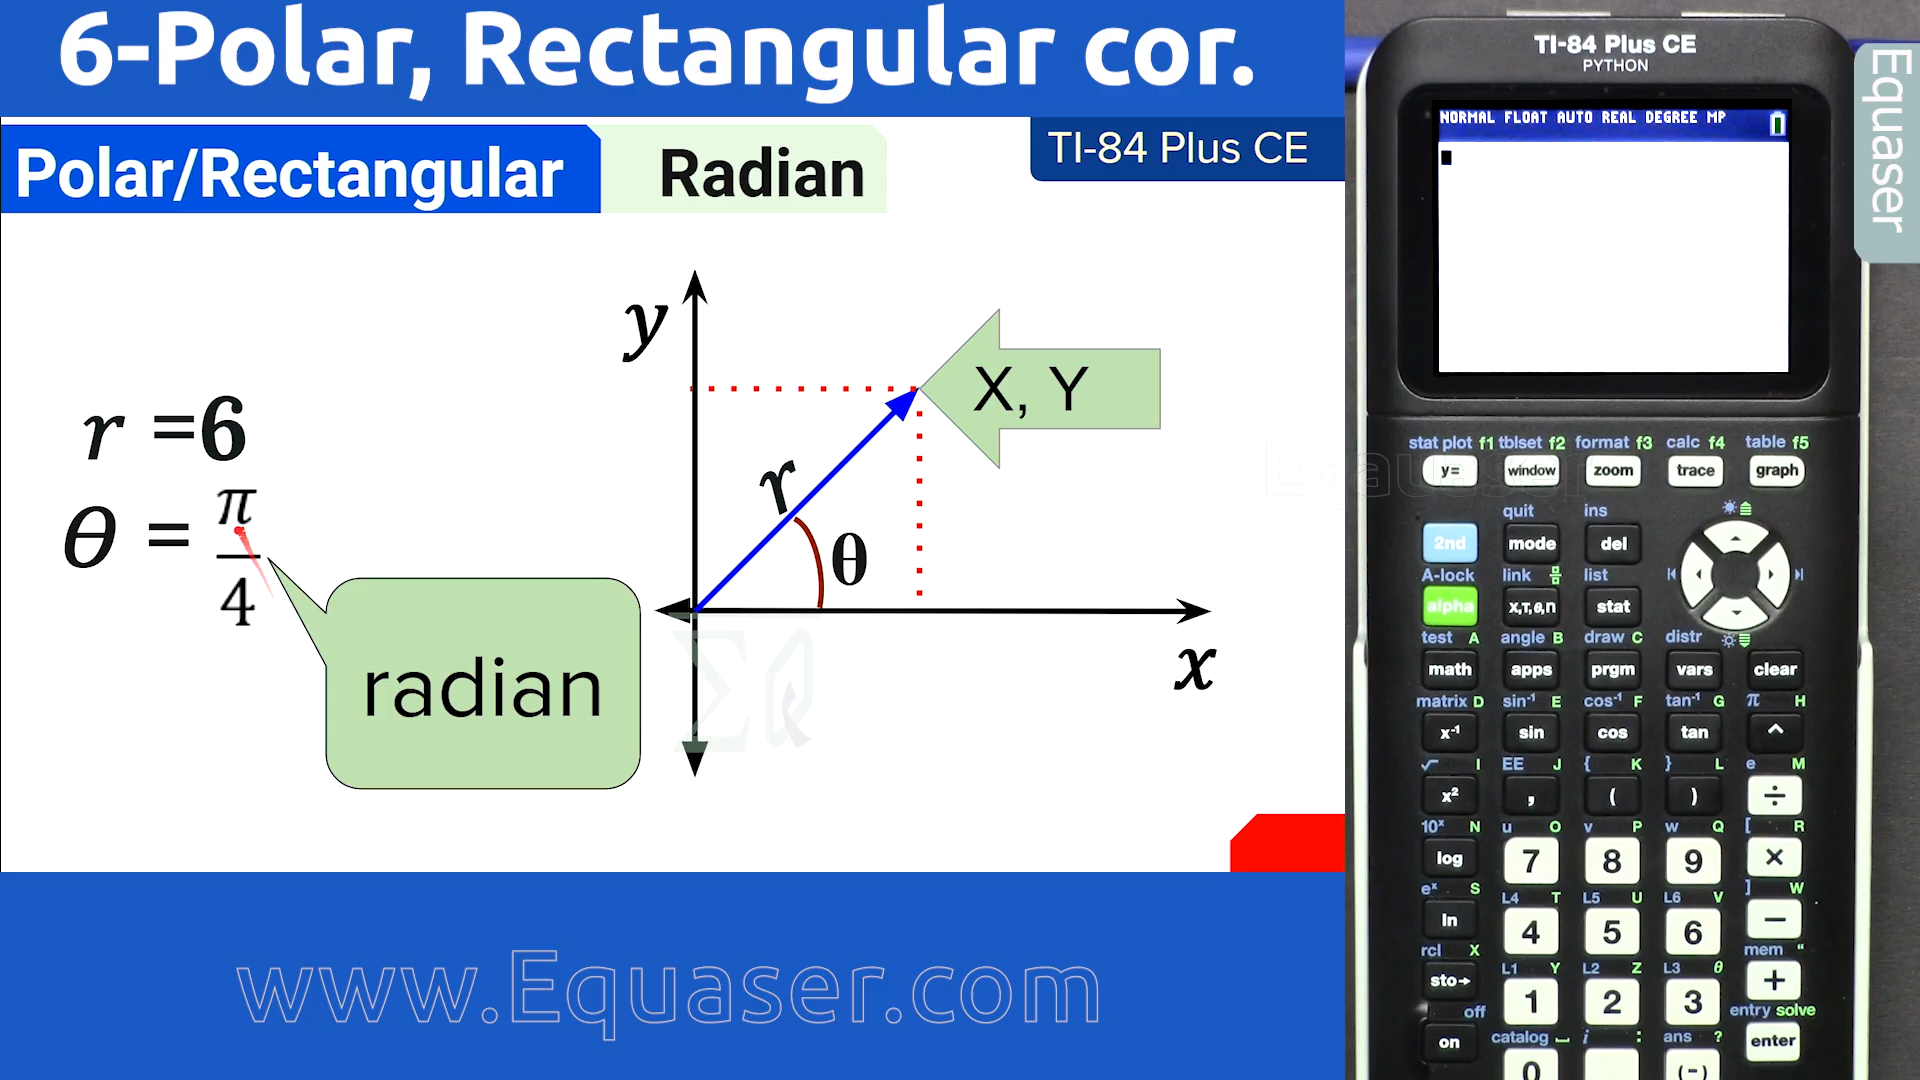 6-Polar, Rectangular cor.
Polar/Rectangular
Radian
TI-84 Plus CE
y
X, Y
r =6
r
θ
θ = π/4
radian
x
www.Equaser.com
TI-84 Plus CE
PYTHON
Equaser
NORMAL FLOAT AUTO REAL DEGREE MP
Equaser
stat plot f1 tblset f2 format f3 calc f4 table f5
y= window zoom trace graph
quit ins
2nd mode del
A-lock link list
alpha X,T,θ,n stat
test A angle B draw C distr
math apps prgm vars clear
matrix D sin⁻¹ E cos⁻¹ F tan⁻¹ G π H
x⁻¹ sin cos tan ^
√ I EE J { K } L e M
x² , ( ) ÷
10ˣ N u O v P w Q [ R
log 7 8 9 ×
eˣ S L4 T L5 U L6 V ] W
ln 4 5 6 −
rcl X L1 Y L2 Z L3 θ mem “
sto→ 1 2 3 +
off catalog i : ans ? entry solve
on 0 (-) enter